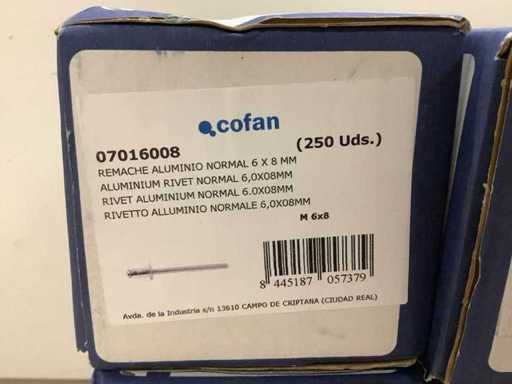 cofan
07016008
(250 Uds.)
REMACHE ALUMINIO NORMAL 6 X 8 MM
ALUMINIUM RIVET NORMAL 6,0X08MM
RIVET ALUMINIUM NORMAL 6.0X08MM
RIVETTO ALLUMINIO NORMALE 6,0X08MM
M 6x8
8 445187 057379
Avda. de la Industria s/n 13610 CAMPO DE CRIPTANA (CIUDAD REAL)